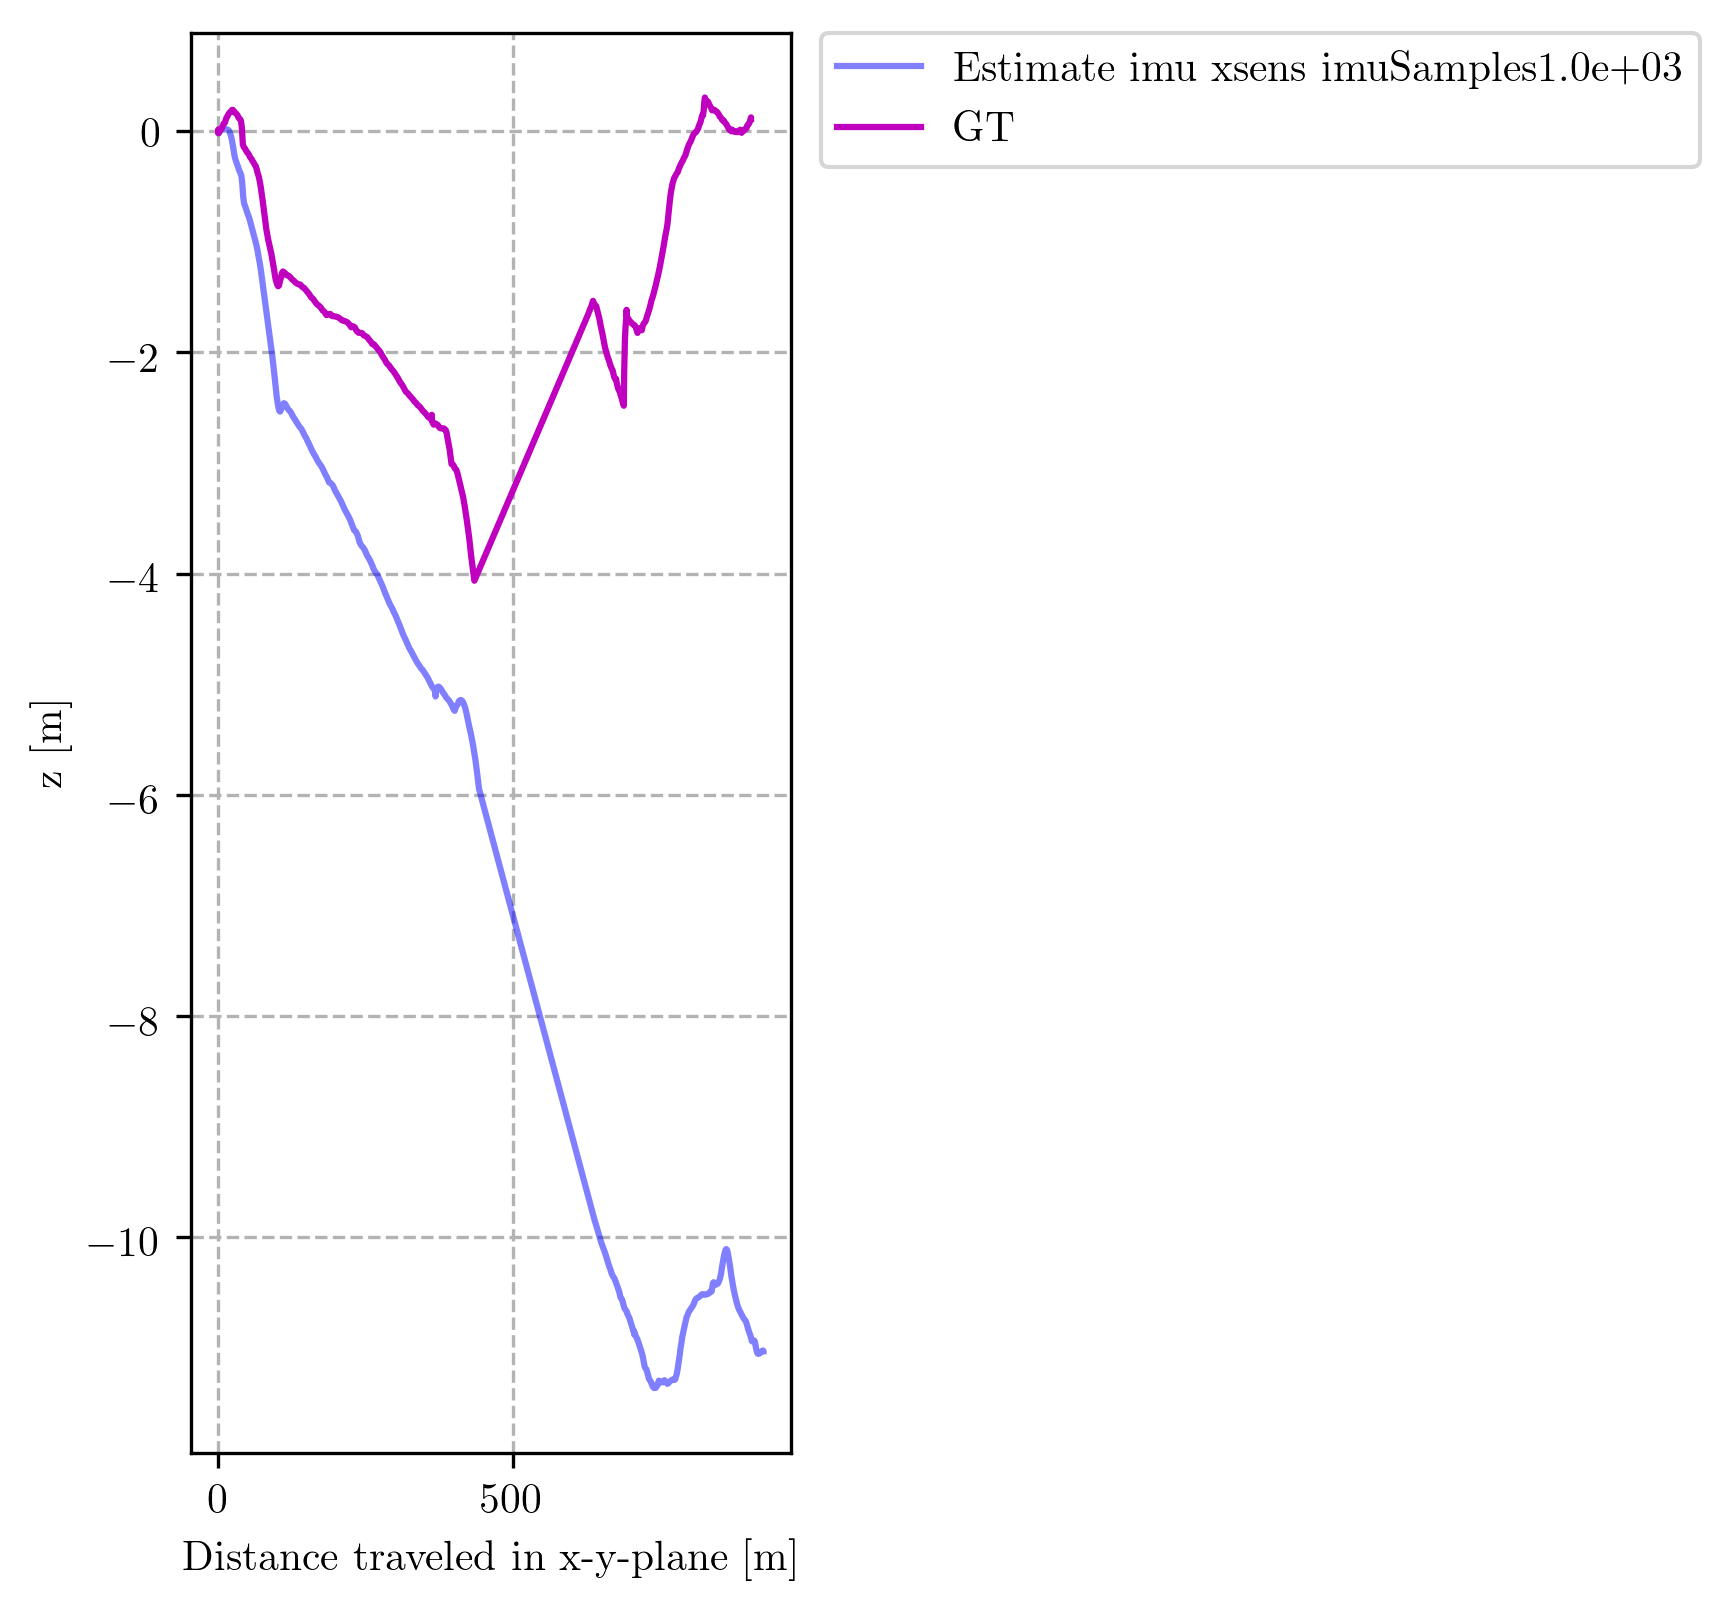 Estimate imu xsens imuSamples1.0e+03
GT
0
−2
−4
−6
−8
−10
z [m]
0 500
Distance traveled in x-y-plane [m]